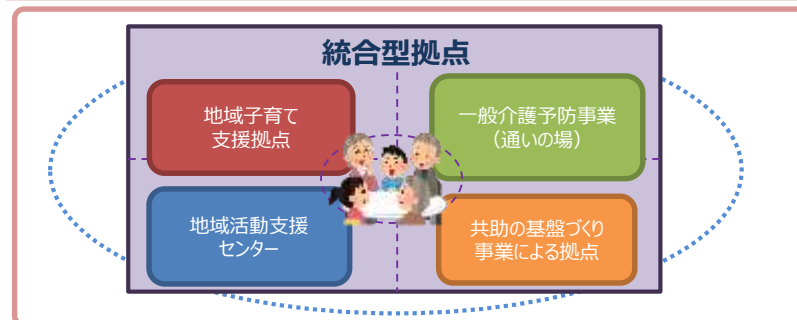 統合型拠点
地域子育て
支援拠点
一般介護予防事業
（通いの場）
地域活動支援
センター
共助の基盤づくり
事業による拠点